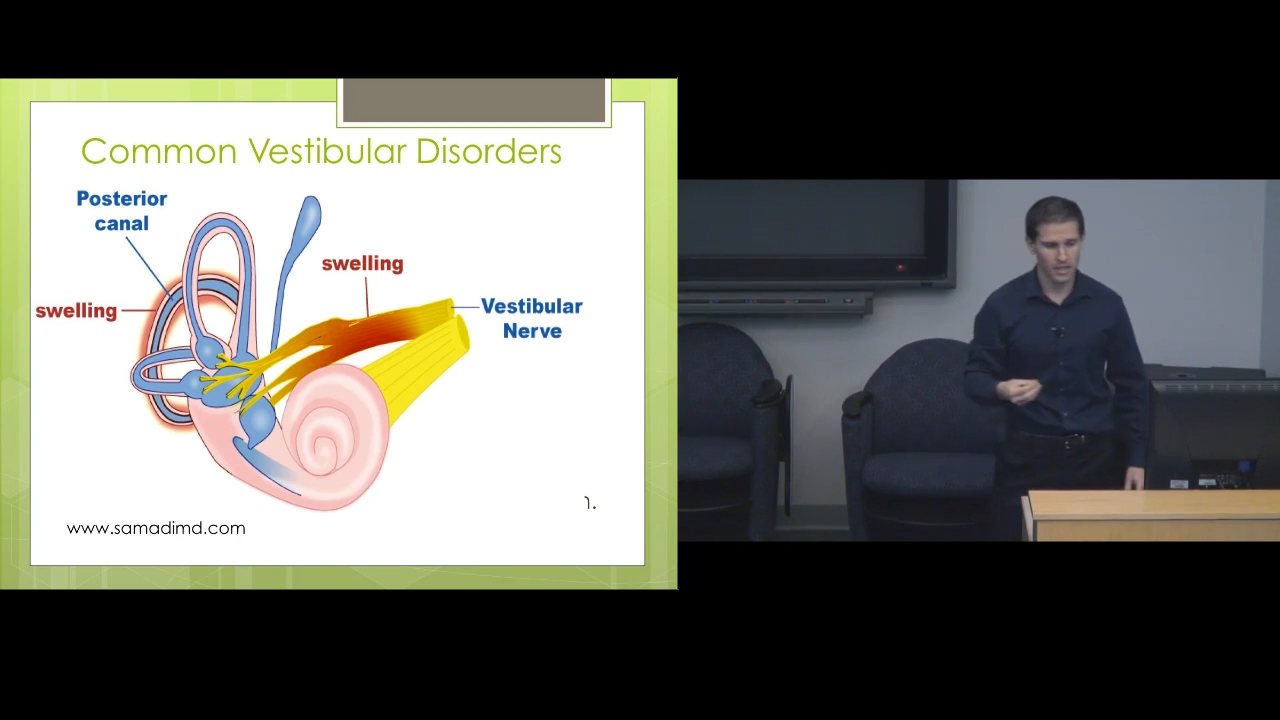 Common Vestibular Disorders
Posterior
canal
swelling
swelling
Vestibular
Nerve
www.samadimd.com